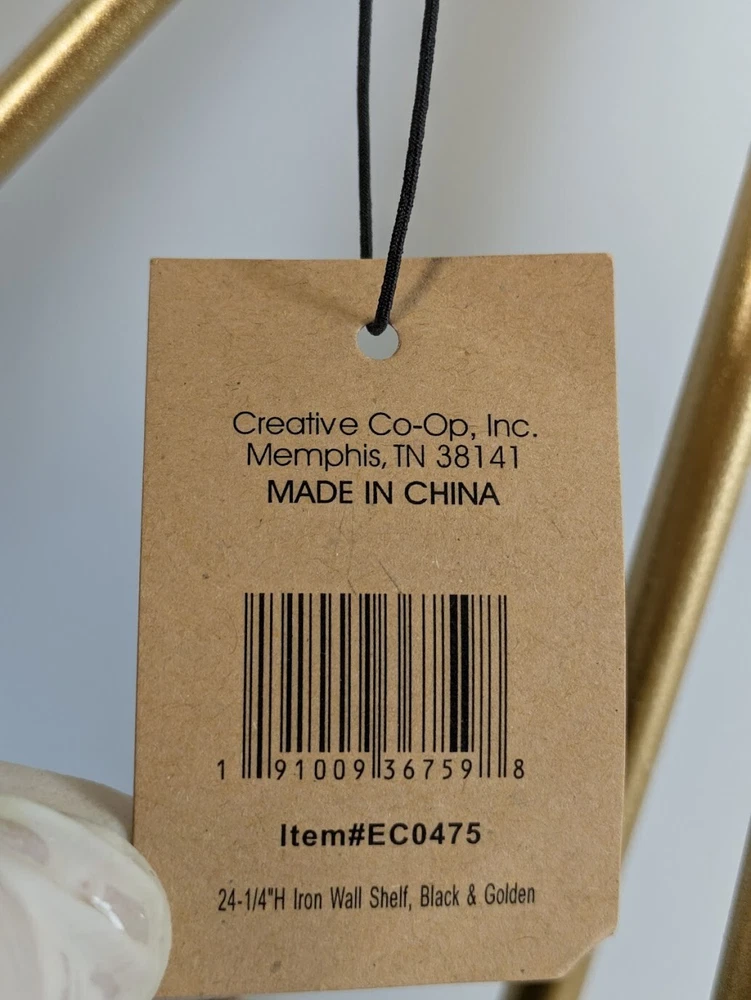 Creative Co-Op, Inc.
Memphis, TN 38141
MADE IN CHINA
1 91009 36759 8
Item#EC0475
24-1/4"H Iron Wall Shelf, Black & Golden